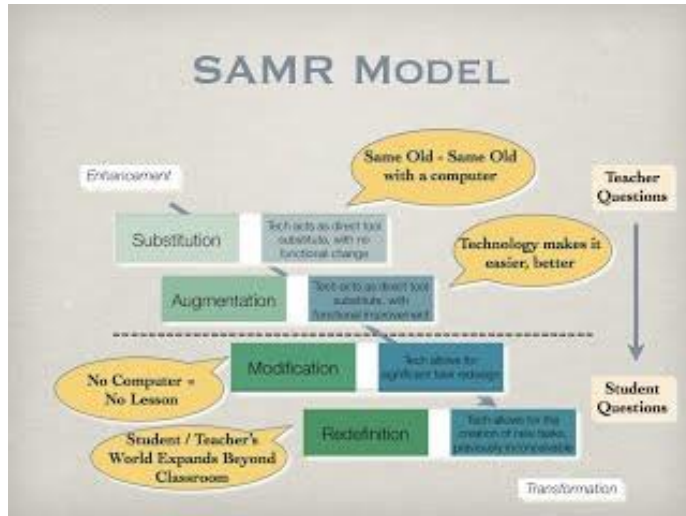 SAMR MODEL
Same Old - Same Old
with a computer
Enhancement
Teacher
Questions
Substitution
Tech acts as direct tool
substitute, with no
functional change
Technology makes it
easier, better
Augmentation
Tech acts as direct tool
substitute, with
functional improvement
No Computer =
No Lesson
Modification
Tech allows for
significant task redesign
Student
Questions
Student / Teacher's
World Expands Beyond
Classroom
Redefinition
Tech allows for the
creation of new tasks,
previously inconceivable
Transformation